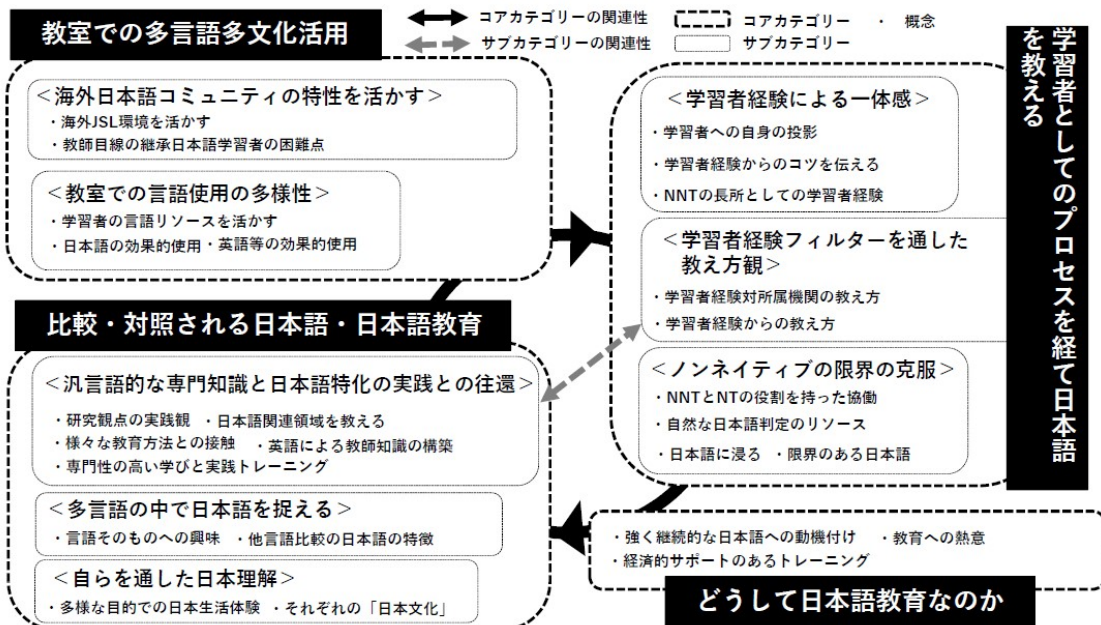 教室での多言語多文化活用
コアカテゴリーの関連性
サブカテゴリーの関連性
コアカテゴリー ・ 概念
サブカテゴリー
＜海外日本語コミュニティの特性を活かす＞
・海外JSL環境を活かす
・教師目線の継承日本語学習者の困難点
＜教室での言語使用の多様性＞
・学習者の言語リソースを活かす
・日本語の効果的使用 ・英語等の効果的使用
学習者としてのプロセスを経て日本語
を教える
＜学習者経験による一体感＞
・学習者への自身の投影
・学習者経験からのコツを伝える
・NNTの長所としての学習者経験
＜学習者経験フィルターを通した
教え方観＞
・学習者経験対所属機関の教え方
・学習者経験からの教え方
＜ノンネイティブの限界の克服＞
・NNTとNTの役割を持った協働
・自然な日本語判定のリソース
・日本語に浸る ・限界のある日本語
比較・対照される日本語・日本語教育
＜汎言語的な専門知識と日本語特化の実践との往還＞
・研究観点の実践観 ・日本語関連領域を教える
・様々な教育方法との接触 ・英語による教師知識の構築
・専門性の高い学びと実践トレーニング
＜多言語の中で日本語を捉える＞
・言語そのものへの興味 ・他言語比較の日本語の特徴
＜自らを通した日本理解＞
・多様な目的での日本生活体験 ・それぞれの「日本文化」
・強く継続的な日本語への動機付け ・教育への熱意
・経済的サポートのあるトレーニング
どうして日本語教育なのか